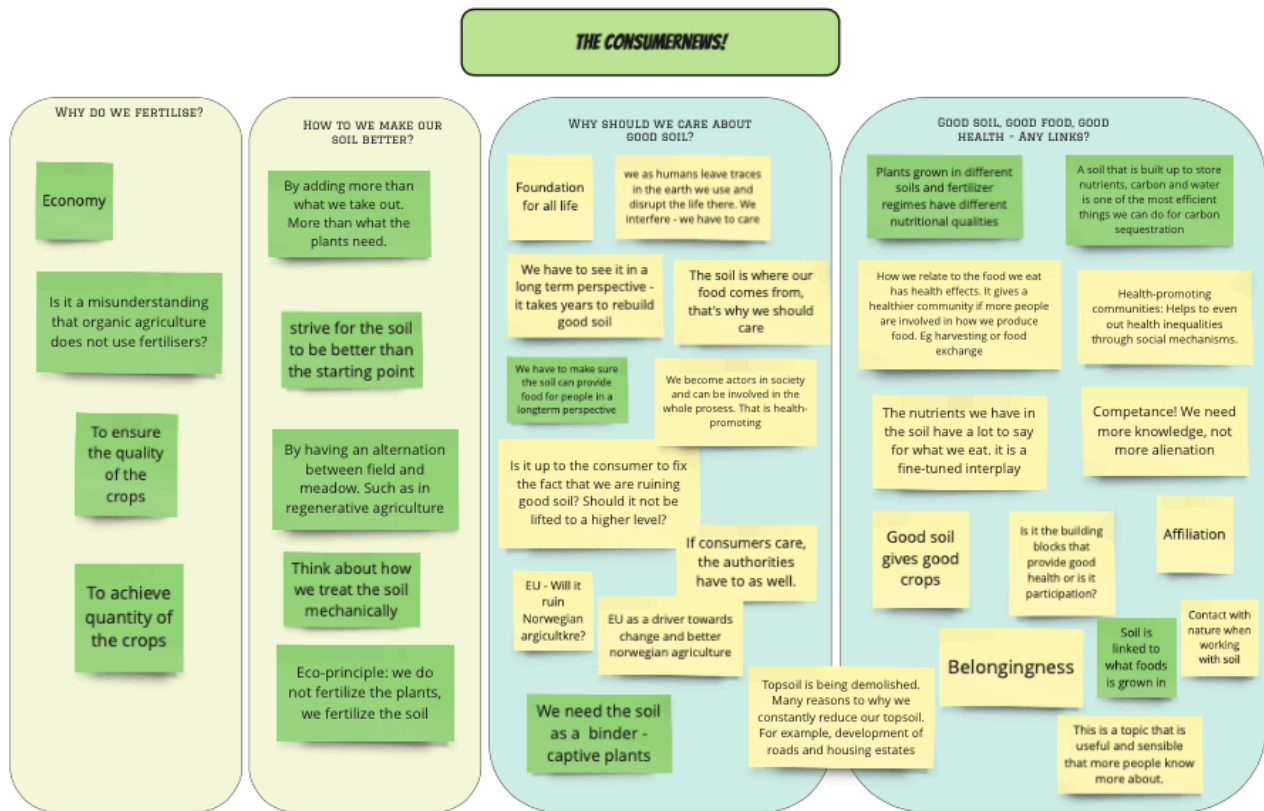 THE CONSUMERNEWS!
WHY DO WE FERTILISE?
Economy
Is it a misunderstanding
that organic agriculture
does not use fertilisers?
To ensure
the quality
of the
crops
To achieve
quantity of
the crops
HOW TO WE MAKE OUR
SOIL BETTER?
By adding more than
what we take out.
More than what the
plants need.
strive for the soil
to be better than
the starting point
By having an alternation
between field and
meadow. Such as in
regenerative agriculture
Think about how
we treat the soil
mechanically
Eco-principle: we do
not fertilize the plants,
we fertilize the soil
WHY SHOULD WE CARE ABOUT
GOOD SOIL?
Foundation
for all life
we as humans leave traces
in the earth we use and
disrupt the life there. We
interfere - we have to care
We have to see it in a
long term perspective -
it takes years to rebuild
good soil
The soil is where our
food comes from,
that's why we should
care
We have to make sure
the soil can provide
food for people in a
longterm perspective
We become actors in society
and can be involved in the
whole prosess. That is health-
promoting
Is it up to the consumer to fix
the fact that we are ruining
good soil? Should it not be
lifted to a higher level?
If consumers care,
the authorities
have to as well.
EU - Will it
ruin
Norwegian
argicultkre?
EU as a driver towards
change and better
norwegian agriculture
We need the soil
as a binder -
captive plants
Topsoil is being demolished.
Many reasons to why we
constantly reduce our topsoil.
For example, development of
roads and housing estates
GOOD SOIL, GOOD FOOD, GOOD
HEALTH - ANY LINKS?
Plants grown in different
soils and fertilizer
regimes have different
nutritional qualities
A soil that is built up to store
nutrients, carbon and water
is one of the most efficient
things we can do for carbon
sequestration
How we relate to the food we eat
has health effects. It gives a
healthier community if more people
are involved in how we produce
food. Eg harvesting or food
exchange
Health-promoting
communities: Helps to even
out health inequalities
through social mechanisms.
The nutrients we have in
the soil have a lot to say
for what we eat. it is a
fine-tuned interplay
Competance! We need
more knowledge, not
more alienation
Good soil
gives good
crops
Is it the building
blocks that
provide good
health or is it
participation?
Affiliation
Belongingness
Soil is
linked to
what foods
is grown in
Contact with
nature when
working
with soil
This is a topic that is
useful and sensible
that more people know
more about.